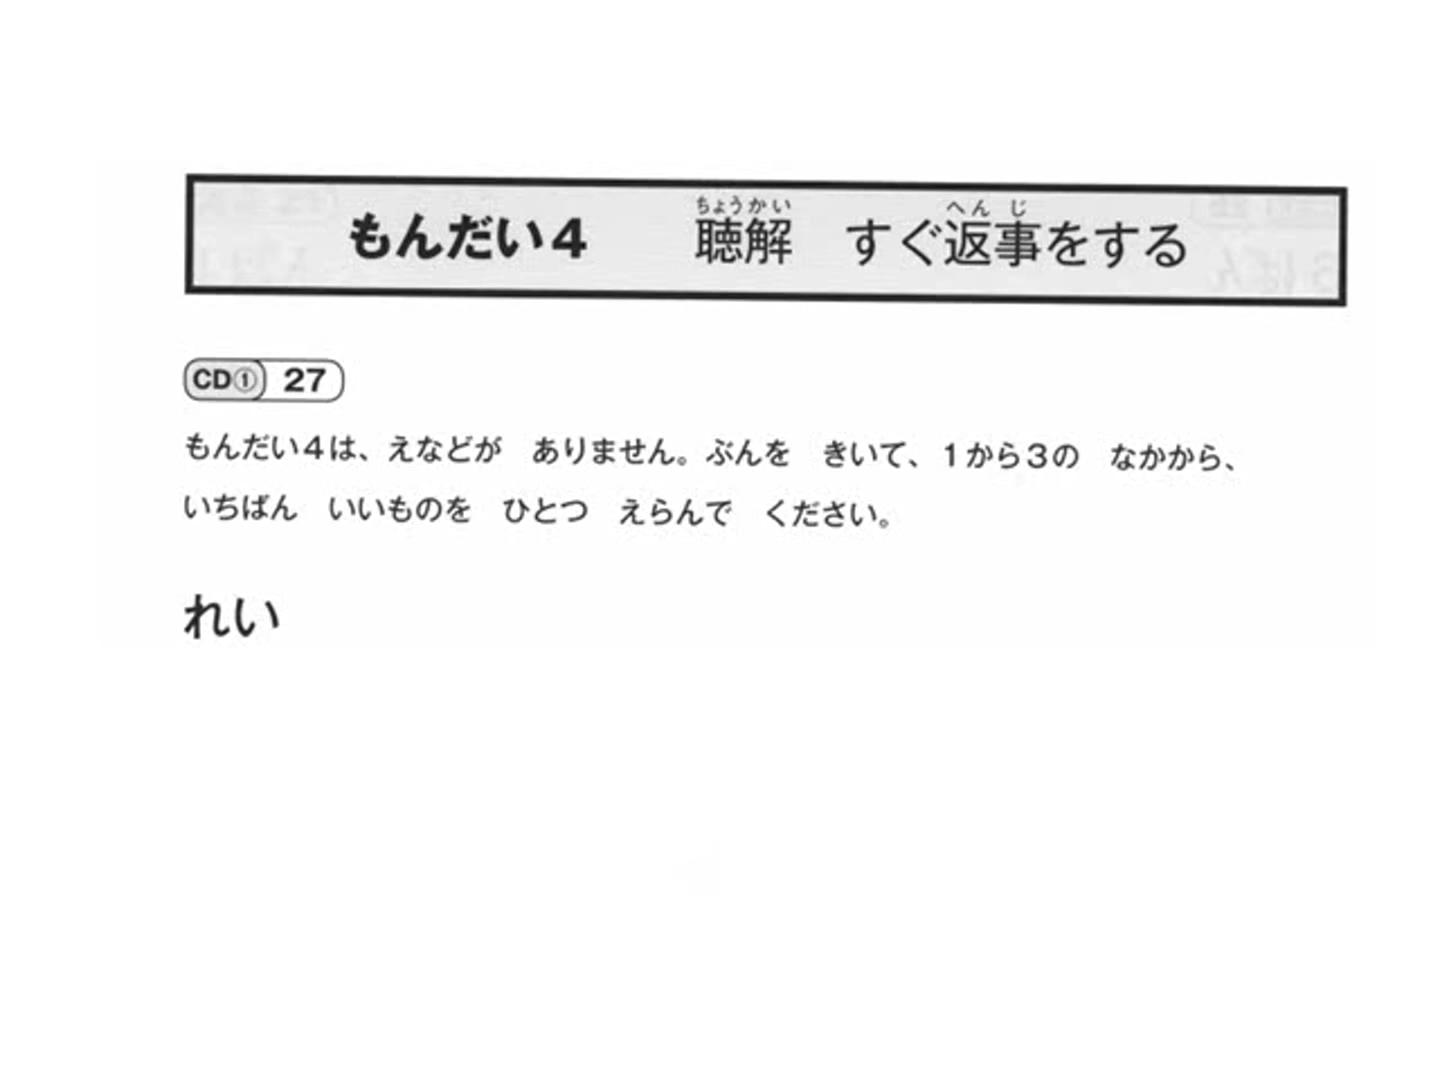 もんだい4　聴解　すぐ返事をする
ちょうかい　へんじ
CD① 27
もんだい4は、えなどが　ありません。ぶんを　きいて、1から3の　なかから、
いちばん　いいものを　ひとつ　えらんで　ください。
れい